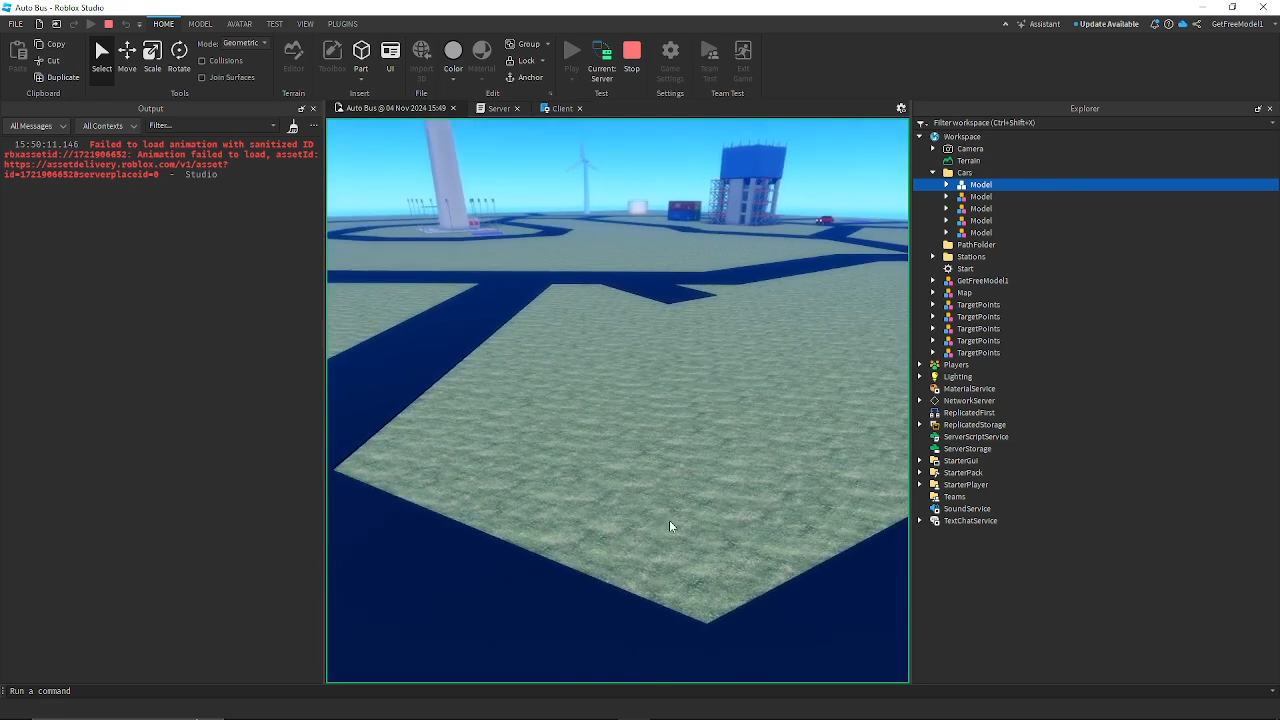 Auto Bus - Roblox Studio
FILE HOME MODEL AVATAR TEST VIEW PLUGINS Assistant Update Available GetFreeModel1
Paste Copy Cut Duplicate Clipboard
Select Move Scale Rotate Mode: Geometric Collisions Join Surfaces Tools
Editor Terrain
Toolbox Part UI Insert
Import 3D File
Color Material Group Lock Anchor Edit
Play Current: Server Stop Test
Game Settings Settings
Team Test Exit Game Team Test
Output
All Messages All Contexts Filter...
15:50:11.146 Failed to load animation with sanitized ID
rbxassetid://1721906652: Animation failed to load, assetId:
https://assetdelivery.roblox.com/v1/asset?
id=1721906652&serverplaceid=0 - Studio
Auto Bus @ 04 Nov 2024 15:49 Server Client
Explorer
Filter workspace (Ctrl+Shift+X)
Workspace
Camera
Terrain
Cars
Model
Model
Model
Model
Model
PathFolder
Stations
Start
GetFreeModel1
Map
TargetPoints
TargetPoints
TargetPoints
TargetPoints
TargetPoints
Players
Lighting
MaterialService
NetworkServer
ReplicatedFirst
ReplicatedStorage
ServerScriptService
ServerStorage
StarterGui
StarterPack
StarterPlayer
Teams
SoundService
TextChatService
Run a command